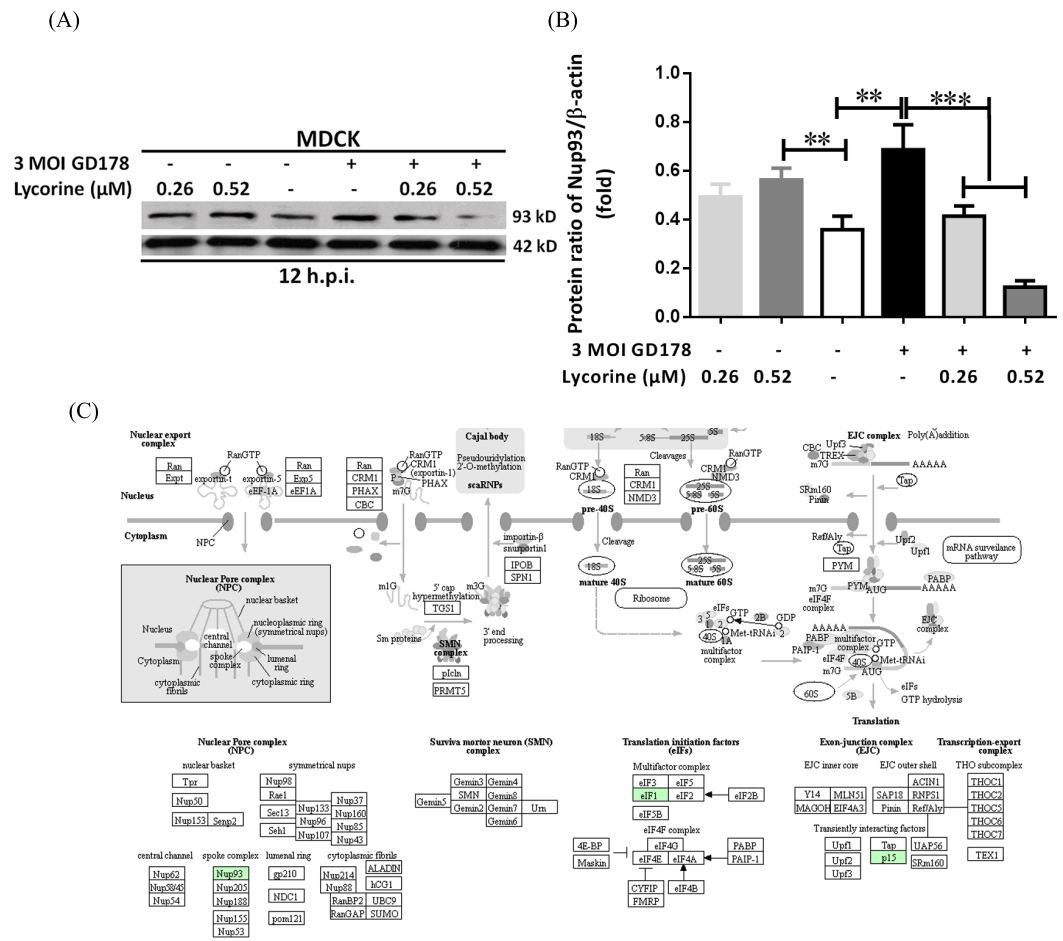 (A)
MDCK
3 MOI GD178 - - - + + +
Lycorine (μM) 0.26 0.52 - - 0.26 0.52
93 kD
42 kD
12 h.p.i.
(B)
Protein ratio of Nup93/β-actin
(fold)
1.0
0.8
0.6
0.4
0.2
0.0
** ** ***
3 MOI GD178 - - - + + +
Lycorine (μM) 0.26 0.52 - - 0.26 0.52
(C)
Nuclear export
complex
Ran
Expt
RanGTP
exportin-t
exportin-5
eEF-1A
Ran
Exp5
eEF1A
Ran
CRM1
PHAX
CBC
RanGTP
CRM1
(exportin-1)
P
PHAX
m7G
Cajal body
Pseudouridylation
2'-O-methylation
scaRNPs
18S
5.8S
25S
5S
Cleavages
RanGTP
CRM1
18S
pre-40S
Ran
CRM1
NMD3
CRM1
NMD3
25S
5.8S 5S
pre-60S
EJC complex
Poly(A)addition
CBC
Upf3
TREX
m7G
AAAAA
SRm160
Pinin
Tap
Nucleus
Cytoplasm
NPC
importin-β
snurportin1
IPOB
SPN1
Cleavage
18S
mature 40S
25S
5.8S 5S
mature 60S
Ribosome
Ref/Aly
Tap
PYM
Upf2
Upf1
mRNA surveilance
pathway
m7G
PYM
AUG
PABP
AAAAA
eIF4F
complex
EJC
complex
Nuclear Pore complex
(NPC)
nuclear basket
nucleoplasmic ring
(symmetrical nups)
Nucleus
central
channel
spoke
complex
lumenal
ring
Cytoplasm
cytoplasmic
fibrils
cytoplasmic ring
m1G
5' cap
hypermethylation
TGS1
m3G
Sm proteins
3' end
processing
SMN
complex
pIcln
PRMT5
eIFs
3 5 1 2
GTP
2B
GDP
40S
1A
Met-tRNAi
2
multifactor
complex
AAAAA
PABP
PAIP-1
multifactor
complex
GTP
eIF4F
40S
Met-tRNAi
m7G
AUG
60S
5B
eIFs
GTP hydrolysis
Translation
Nuclear Pore complex
(NPC)
nuclear basket
Tpr
Nup50
Nup153
Senp2
symmetrical nups
Nup98
Rae1
Sec13
Seh1
Nup133
Nup96
Nup107
Nup37
Nup160
Nup85
Nup43
central channel
Nup62
Nup58/45
Nup54
spoke complex
Nup93
Nup205
Nup188
Nup155
Nup53
lumenal ring
gp210
NDC1
pom121
cytoplasmic fibrils
Nup214
Nup88
RanBP2
RanGAP
ALADIN
hCG1
UBC9
SUMO
Surviva mortor neuron (SMN)
complex
Gemin5
Gemin3
SMN
Gemin2
Gemin4
Gemin8
Gemin7
Gemin6
Unr
Translation initiation factors
(eIFs)
Multifactor complex
eIF3
eIF5
eIF1
eIF2
eIF2B
eIF5B
eIF4F complex
eIF4G
4E-BP
Maskin
eIF4E
eIF4A
PABP
PAIP-1
CYFIP
FMRP
eIF4B
Exon-junction complex
(EJC)
EJC inner core
Y14
MLN51
MAGOH
EIF4A3
EJC outer shell
ACIN1
SAP18
RNPS1
Pinin
Ref/Aly
Transiently interacting factors
Upf1
Upf2
Upf3
Tap
p15
UAP56
SRm160
Transcription-export
complex
THO subcomplex
THOC1
THOC2
THOC5
THOC6
THOC7
TEX1